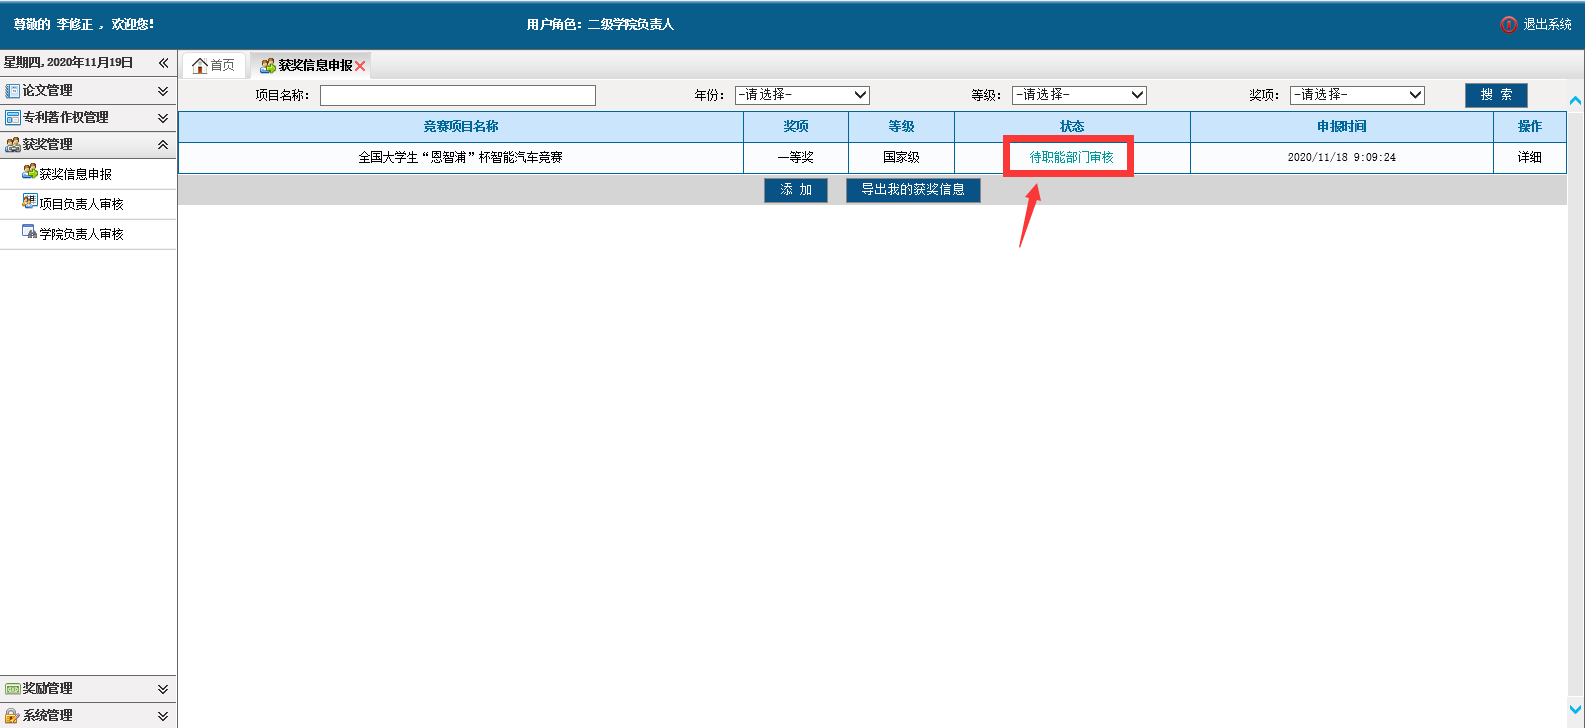 尊敬的 李修正 ，欢迎您！ 用户角色：二级学院负责人 退出系统
星期四,2020年11月19日
首页 获奖信息申报
论文管理
专利著作权管理
获奖管理
获奖信息申报
项目负责人审核
学院负责人审核
奖励管理
系统管理
项目名称： 年份： -请选择- 等级： -请选择- 奖项： -请选择- 搜 索
竞赛项目名称 奖项 等级 状态 申报时间 操作
全国大学生“恩智浦”杯智能汽车竞赛 一等奖 国家级 待职能部门审核 2020/11/18 9:09:24 详细
添 加 导出我的获奖信息